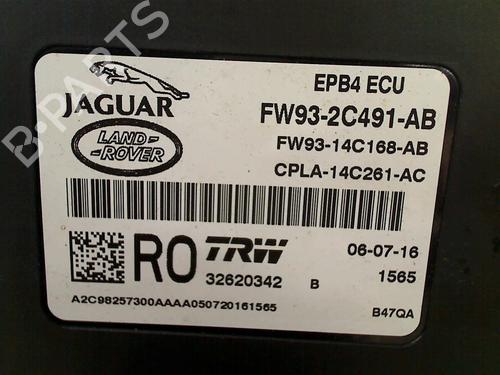 B-PARTS
JAGUAR
LAND-
-ROVER
EPB4 ECU
FW93-2C491-AB
FW93-14C168-AB
CPLA-14C261-AC
RO TRW
32620342 B
06-07-16
1565
A2C98257300AAAA050720161565
B47QA